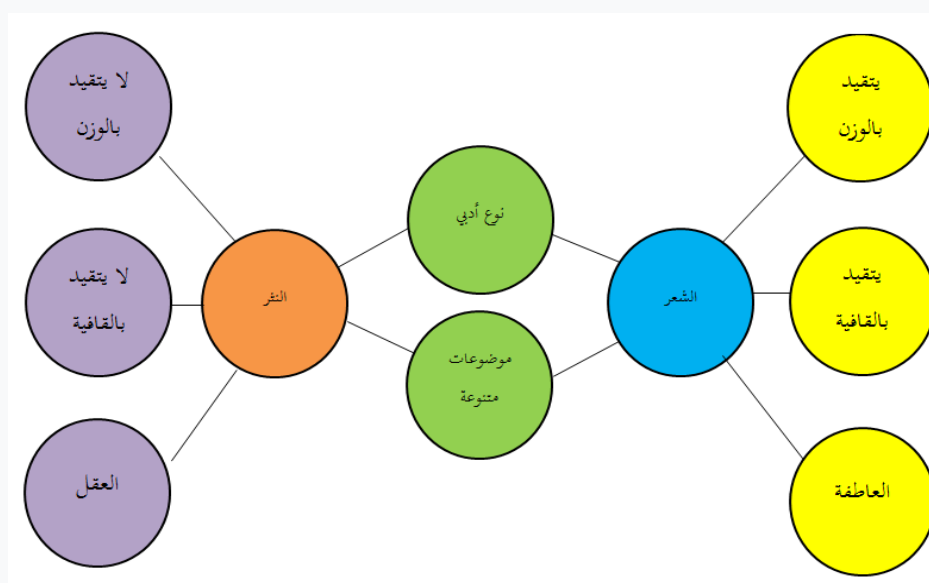 يتقيد
بالوزن
لا يتقيد
بالوزن
نوع أدبي
يتقيد
بالقافية
الشعر
النثر
لا يتقيد
بالقافية
موضوعات
متنوعة
العاطفة
العقل